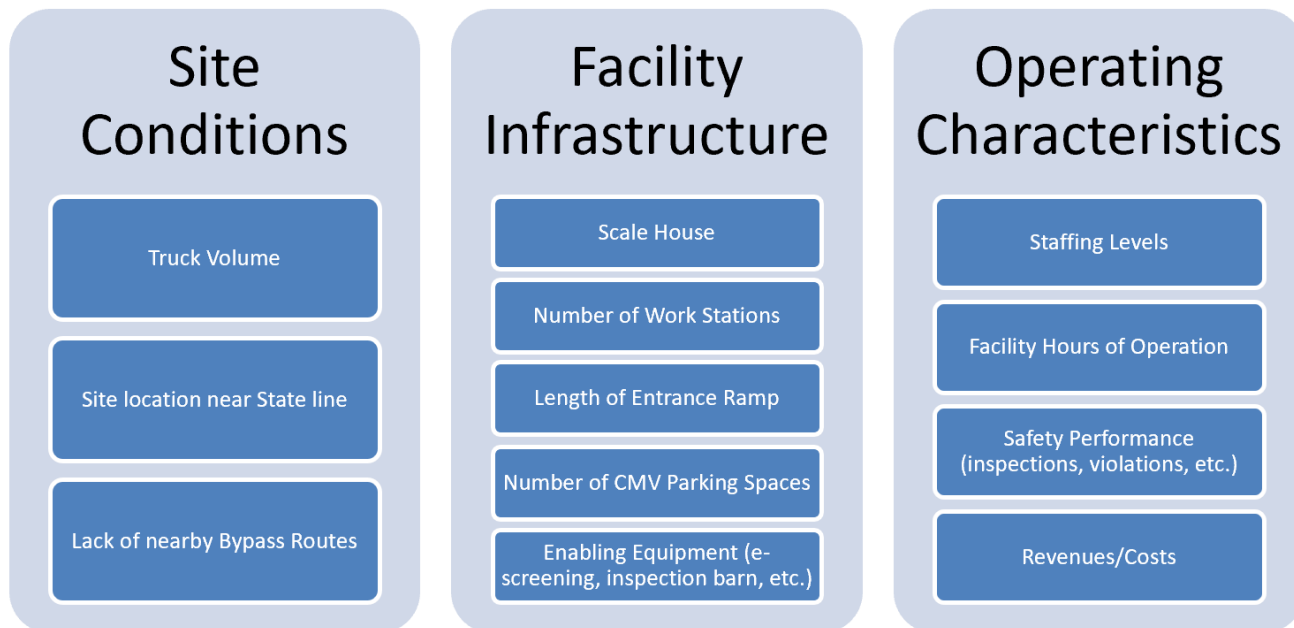 Site
Conditions
Truck Volume
Site location near State line
Lack of nearby Bypass Routes
Facility
Infrastructure
Scale House
Number of Work Stations
Length of Entrance Ramp
Number of CMV Parking Spaces
Enabling Equipment (e-
screening, inspection barn, etc.)
Operating
Characteristics
Staffing Levels
Facility Hours of Operation
Safety Performance
(inspections, violations, etc.)
Revenues/Costs